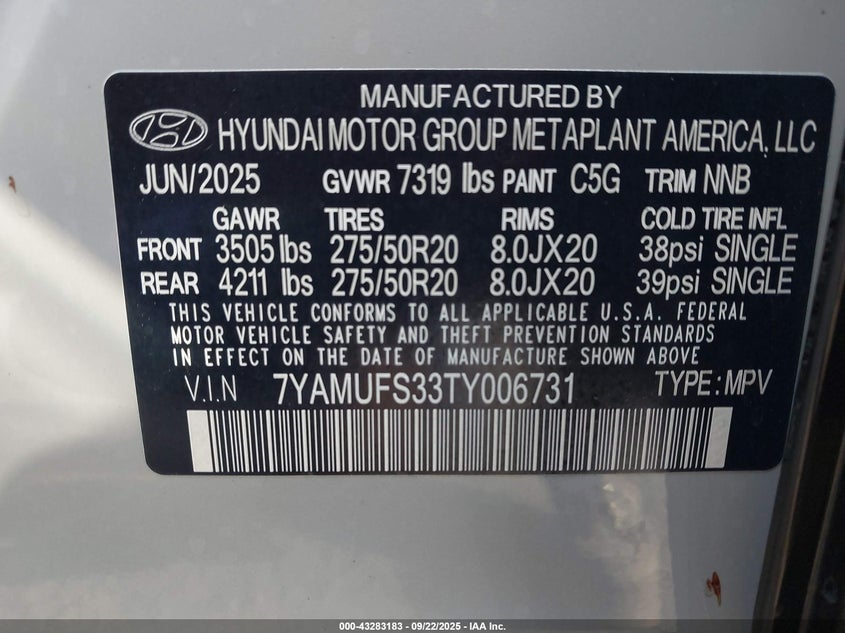 MANUFACTURED BY
HYUNDAI MOTOR GROUP METAPLANT AMERICA, LLC
JUN/2025 GVWR 7319 lbs PAINT C5G TRIM NNB
GAWR TIRES RIMS COLD TIRE INFL
FRONT 3505 lbs 275/50R20 8.0JX20 38psi SINGLE
REAR 4211 lbs 275/50R20 8.0JX20 39psi SINGLE
THIS VEHICLE CONFORMS TO ALL APPLICABLE U.S.A. FEDERAL
MOTOR VEHICLE SAFETY AND THEFT PREVENTION STANDARDS
IN EFFECT ON THE DATE OF MANUFACTURE SHOWN ABOVE
V.I.N 7YAMUFS33TY006731 TYPE: MPV
000-43283183 - 09/22/2025 - IAA Inc.